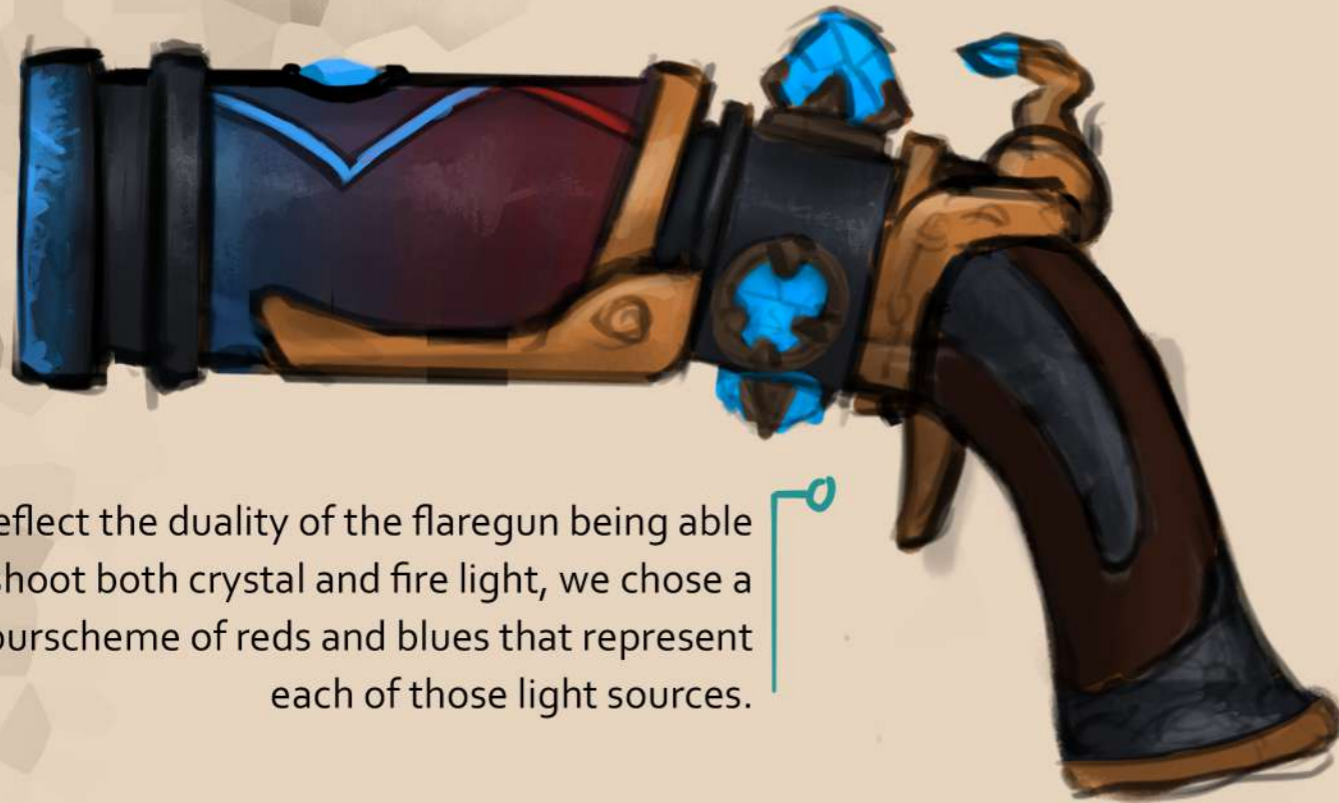 eflect the duality of the flaregun being able
shoot both crystal and fire light, we chose a
ourscheme of reds and blues that represent
each of those light sources.